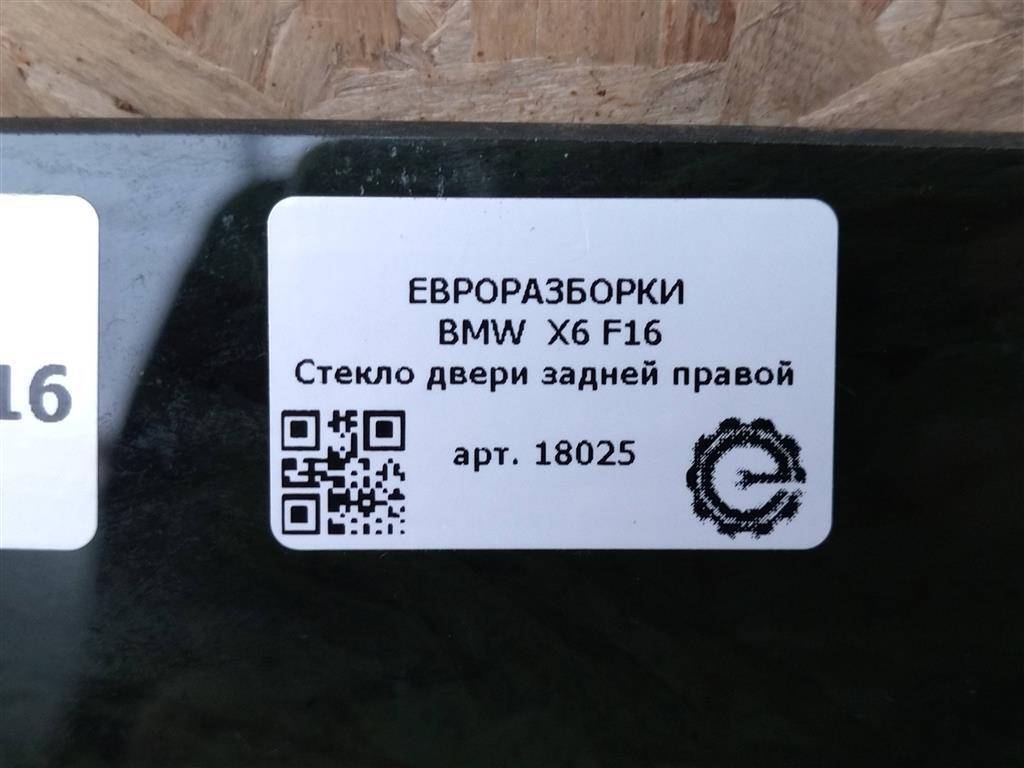 ЕВРОРАЗБОРКИ
BMW X6 F16
Стекло двери задней правой
арт. 18025
16